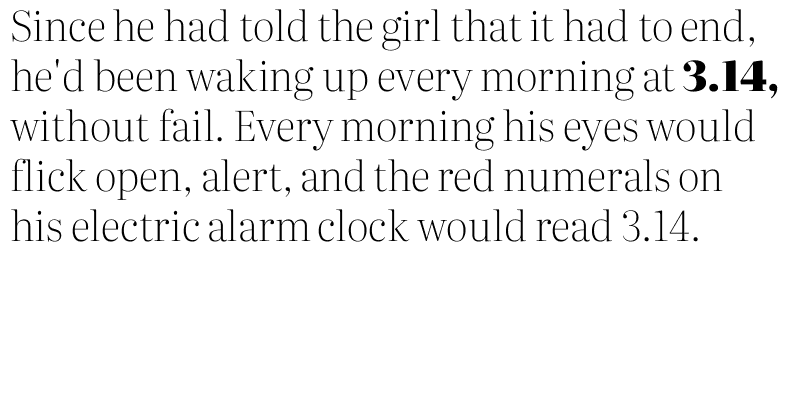 Since he had told the girl that it had to end,
he'd been waking up every morning at 3.14,
without fail. Every morning his eyes would
flick open, alert, and the red numerals on
his electric alarm clock would read 3.14.